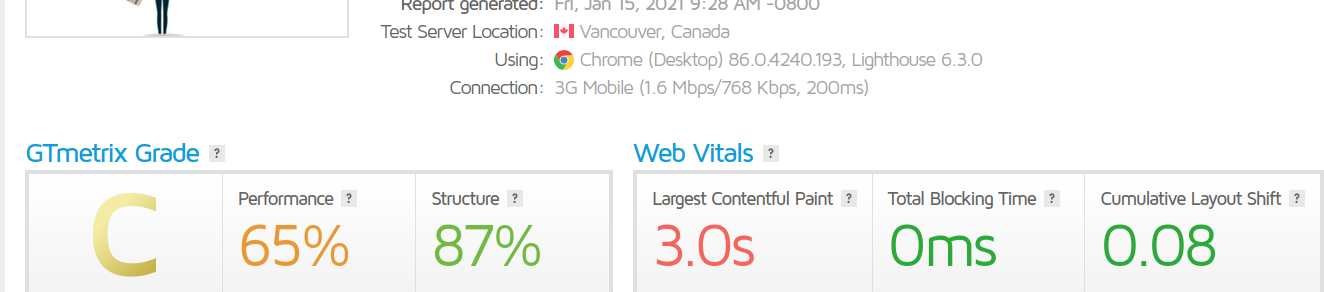 Report generated: Fri, Jan 15, 2021 9:28 AM -0800
Test Server Location: Vancouver, Canada
Using: Chrome (Desktop) 86.0.4240.193, Lighthouse 6.3.0
Connection: 3G Mobile (1.6 Mbps/768 Kbps, 200ms)
GTmetrix Grade ?
Web Vitals ?
C
Performance ?
65%
Structure ?
87%
Largest Contentful Paint ?
3.0s
Total Blocking Time ?
0ms
Cumulative Layout Shift ?
0.08